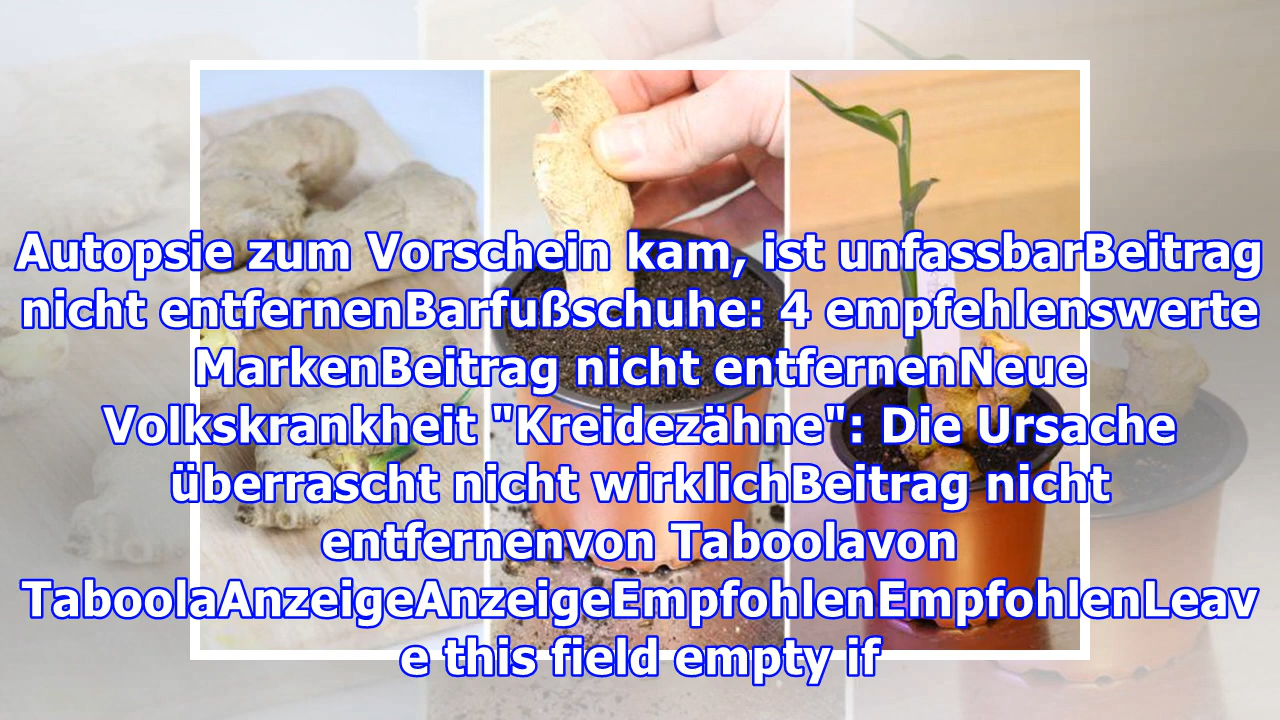 Autopsie zum Vorschein kam, ist unfassbarBeitrag
nicht entfernenBarfußschuhe: 4 empfehlenswerte
MarkenBeitrag nicht entfernenNeue
Volkskrankheit "Kreidezähne": Die Ursache
überrascht nicht wirklichBeitrag nicht
entfernenvon Taboolavon
TaboolaAnzeigeAnzeigeEmpfohlenEmpfohlenLeav
e this field empty if